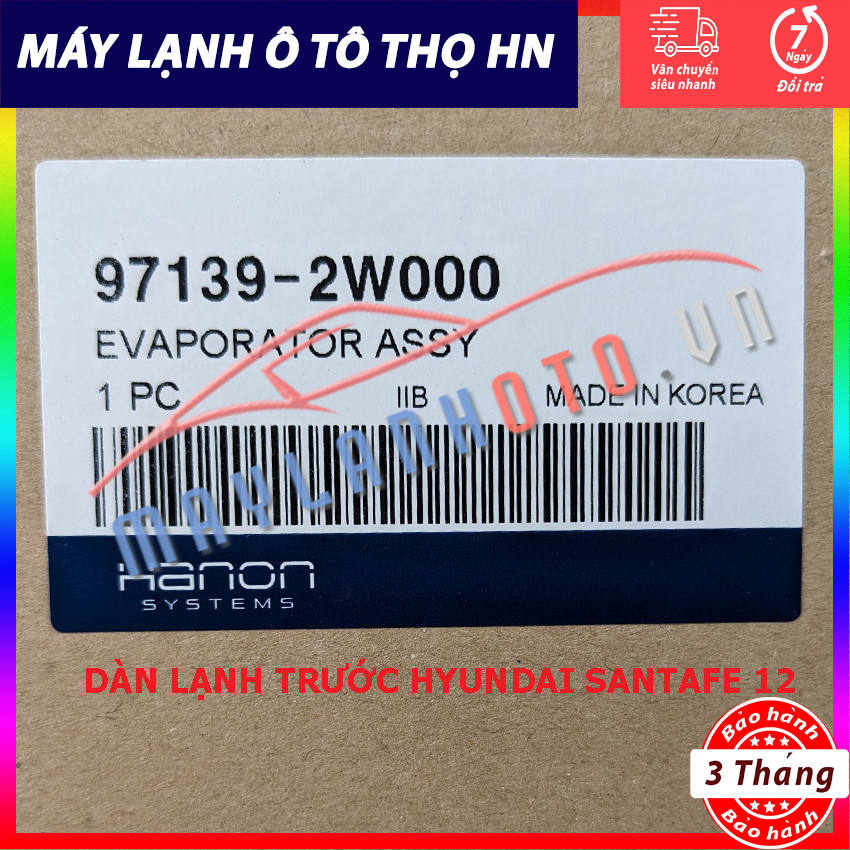 MÁY LẠNH Ô TÔ THỌ HN
Vân chuyển
siêu nhanh
7
Ngày
Đổi trả
97139-2W000
EVAPORATOR ASSY
1 PC IIB MADE IN KOREA
MAYLANHOTO.VN
Hanon
SYSTEMS
DÀN LẠNH TRƯỚC HYUNDAI SANTAFE 12
Bảo hành
3 Tháng
Bảo hành